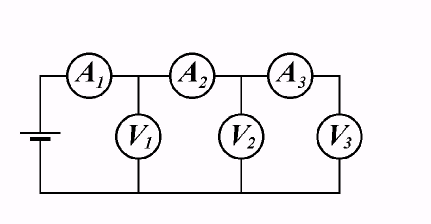 A₁ A₂ A₃
V₁ V₂ V₃